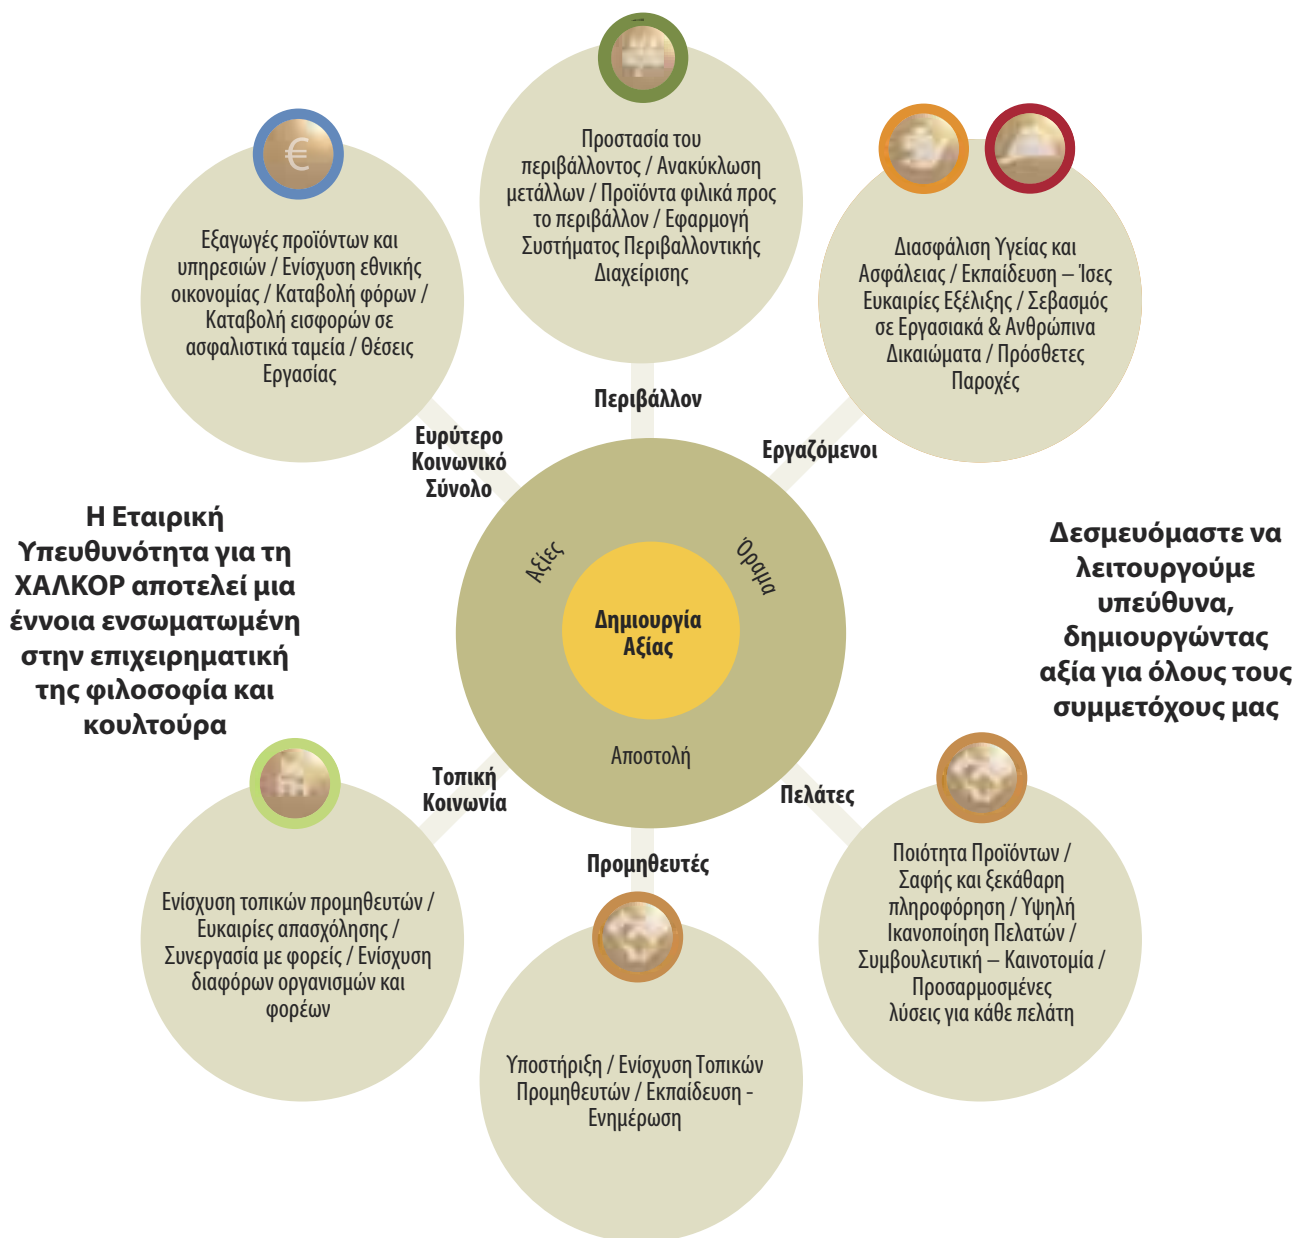 Προστασία του
περιβάλλοντος / Ανακύκλωση
μετάλλων / Προϊόντα φιλικά προς
το περιβάλλον / Εφαρμογή
Συστήματος Περιβαλλοντικής
Διαχείρισης
€
Εξαγωγές προϊόντων και
υπηρεσιών / Ενίσχυση εθνικής
οικονομίας / Καταβολή φόρων /
Καταβολή εισφορών σε
ασφαλιστικά ταμεία / Θέσεις
Εργασίας
Διασφάλιση Υγείας και
Ασφάλειας / Εκπαίδευση – Ίσες
Ευκαιρίες Εξέλιξης / Σεβασμός
σε Εργασιακά & Ανθρώπινα
Δικαιώματα / Πρόσθετες
Παροχές
Περιβάλλον
Ευρύτερο
Κοινωνικό
Σύνολο
Εργαζόμενοι
Η Εταιρική
Υπευθυνότητα για τη
ΧΑΛΚΟΡ αποτελεί μια
έννοια ενσωματωμένη
στην επιχειρηματική
της φιλοσοφία και
κουλτούρα
Αξίες
Όραμα
Δημιουργία
Αξίας
Αποστολή
Δεσμευόμαστε να
λειτουργούμε
υπεύθυνα,
δημιουργώντας
αξία για όλους τους
συμμετόχους μας
Τοπική
Κοινωνία
Πελάτες
Προμηθευτές
Ενίσχυση τοπικών προμηθευτών /
Ευκαιρίες απασχόλησης /
Συνεργασία με φορείς / Ενίσχυση
διαφόρων οργανισμών και
φορέων
Ποιότητα Προϊόντων /
Σαφής και ξεκάθαρη
πληροφόρηση / Υψηλή
Ικανοποίηση Πελατών /
Συμβουλευτική – Καινοτομία /
Προσαρμοσμένες
λύσεις για κάθε πελάτη
Υποστήριξη / Ενίσχυση Τοπικών
Προμηθευτών / Εκπαίδευση -
Ενημέρωση